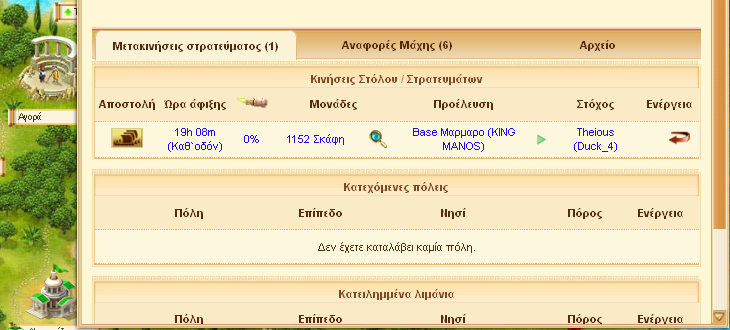 Μετακινήσεις στρατεύματος (1) Αναφορές Μάχης (6) Αρχείο
Κινήσεις Στόλου / Στρατευμάτων
Αποστολή Ώρα άφιξης Μονάδες Προέλευση Στόχος Ενέργεια
19h 08m (Καθ`οδόν) 0% 1152 Σκάφη Base Μαρμαρο (KING MANOS) Theious (Duck_4)
Αγορά
Κατεχόμενες πόλεις
Πόλη Επίπεδο Νησί Πόρος Ενέργεια
Δεν έχετε καταλάβει καμία πόλη.
Κατειλημμένα λιμάνια
Πόλη Επίπεδο Νησί Πόρος Ενέργεια